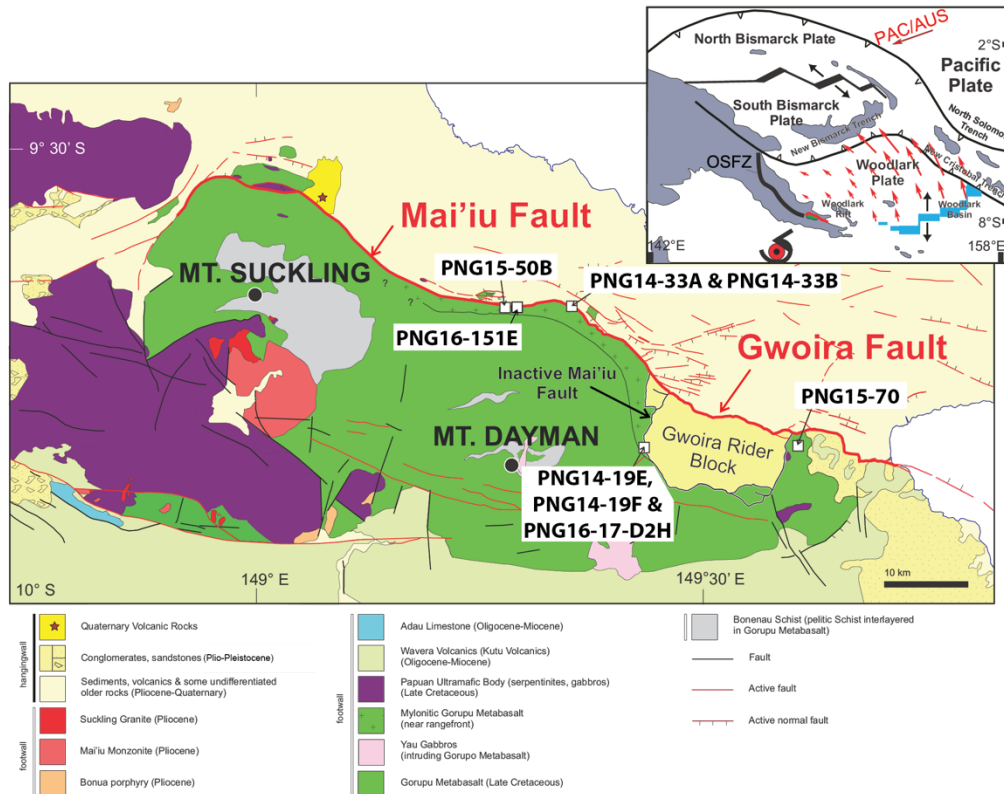 North Bismarck Plate
PAC/AUS
2°S
Pacific
Plate
South Bismarck
Plate
North Solomon
Trench
New Bismarck Trench
New Cristobal Trench
OSFZ
Woodlark
Plate
Woodlark
Rift
Woodlark
Basin
8°S
142°E
158°E
9° 30' S
Mai'iu Fault
MT. SUCKLING
PNG15-50B
PNG14-33A & PNG14-33B
PNG16-151E
? ?
Gwoira Fault
Inactive Mai'iu
Fault
PNG15-70
MT. DAYMAN
Gwoira Rider
Block
PNG14-19E,
PNG14-19F &
PNG16-17-D2H
10° S
149° E
149° 30' E
10 km
hangingwall
Quaternary Volcanic Rocks
Conglomerates, sandstones (Plio-Pleistocene)
Sediments, volcanics & some undifferentiated
older rocks (Pliocene-Quaternary)
footwall
Suckling Granite (Pliocene)
Mai'iu Monzonite (Pliocene)
Bonua porphyry (Pliocene)
footwall
Adau Limestone (Oligocene-Miocene)
Wavera Volcanics (Kutu Volcanics)
(Oligocene-Miocene)
Papuan Ultramafic Body (serpentinites, gabbros)
(Late Cretaceous)
Mylonitic Gorupu Metabasalt
(near rangefront)
Yau Gabbros
(intruding Gorupo Metabasalt)
Gorupu Metabasalt (Late Cretaceous)
footwall
Bonenau Schist (pelitic Schist interlayered
in Gorupu Metabasalt)
Fault
Active fault
Active normal fault